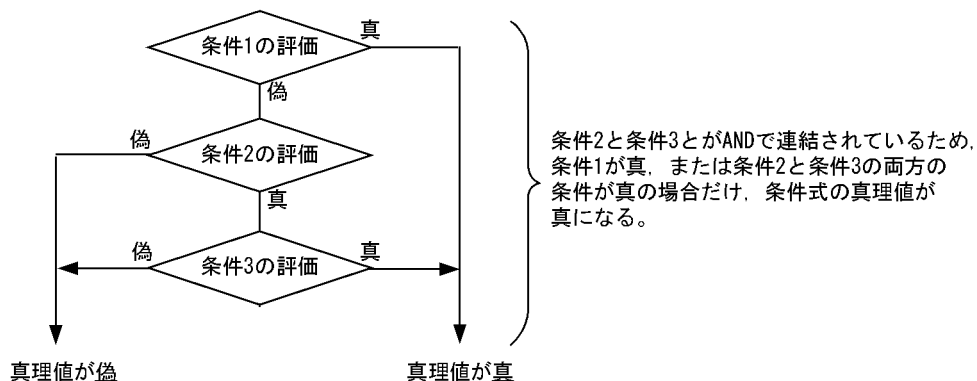 条件1の評価
真
偽
偽
条件2の評価
真
偽
条件3の評価
真
真理値が偽
真理値が真
条件2と条件3とがANDで連結されているため,
条件1が真, または条件2と条件3の両方の
条件が真の場合だけ, 条件式の真理値が
真になる。